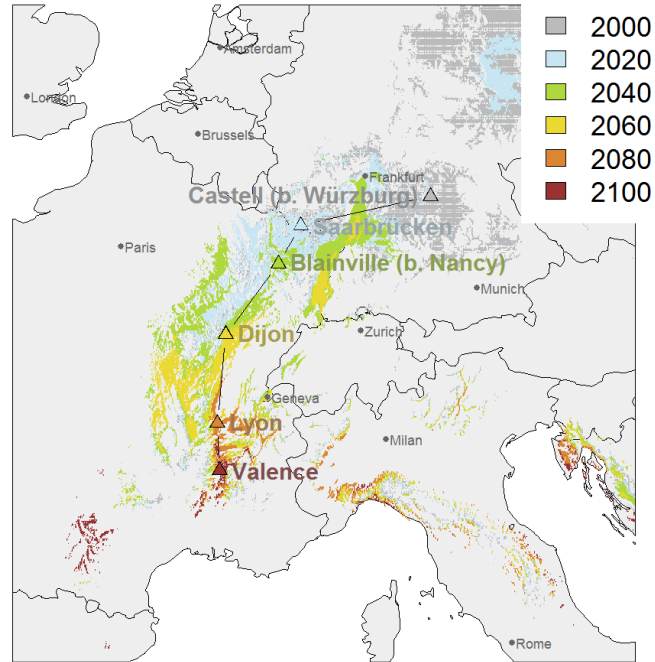 2000
2020
2040
2060
2080
2100
Amsterdam
London
Brussels
Frankfurt
Castell (b. Würzburg)
Saarbrücken
Paris
Blainville (b. Nancy)
Munich
Dijon
Zurich
Geneva
Lyon
Milan
Valence
Rome